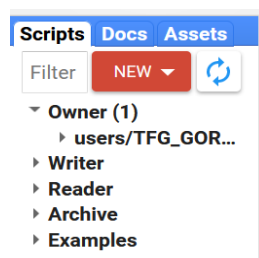 Scripts Docs Assets
Filter NEW
Owner (1)
users/TFG_GOR...
Writer
Reader
Archive
Examples